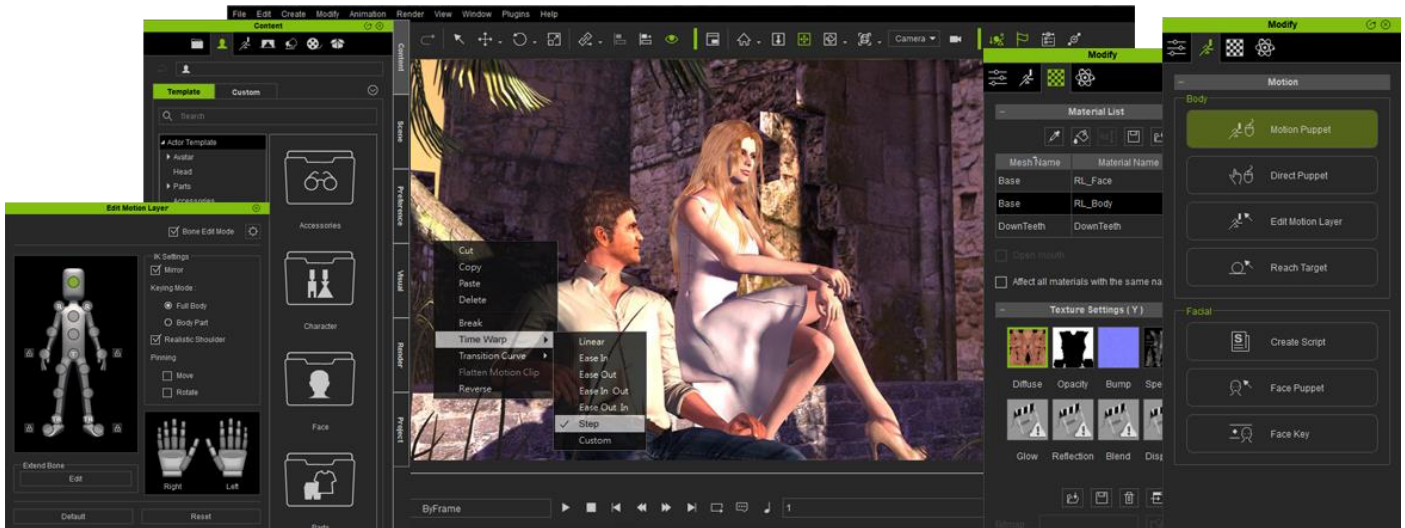 File Edit Create Modify Animation Render View Window Plugins Help
Content
Template Custom
Search
Actor Template
Avatar
Head
Parts
Accessories
Accessories
Character
Face
Parts
Content
Scene
Preference
Visual
Render
Project
Edit Motion Layer
Bone Edit Mode
IK Settings
Mirror
Keying Mode :
Full Body
Body Part
Realistic Shoulder
Pinning
Move
Rotate
Extend Bone
Edit
Right Left
Default Reset
Camera
Cut
Copy
Paste
Delete
Break
Time Warp
Transition Curve
Flatten Motion Clip
Reverse
Linear
Ease In
Ease Out
Ease In Out
Ease Out In
Step
Custom
ByFrame
1
Modify
Material List
Mesh Name Material Name
Base RL_Face
Base RL_Body
DownTeeth DownTeeth
Open mouth
Affect all materials with the same na
Texture Settings ( Y )
Diffuse Opacity Bump Spe
Glow Reflection Blend Disp
Modify
Motion
Body
Motion Puppet
Direct Puppet
Edit Motion Layer
Reach Target
Facial
Create Script
Face Puppet
Face Key